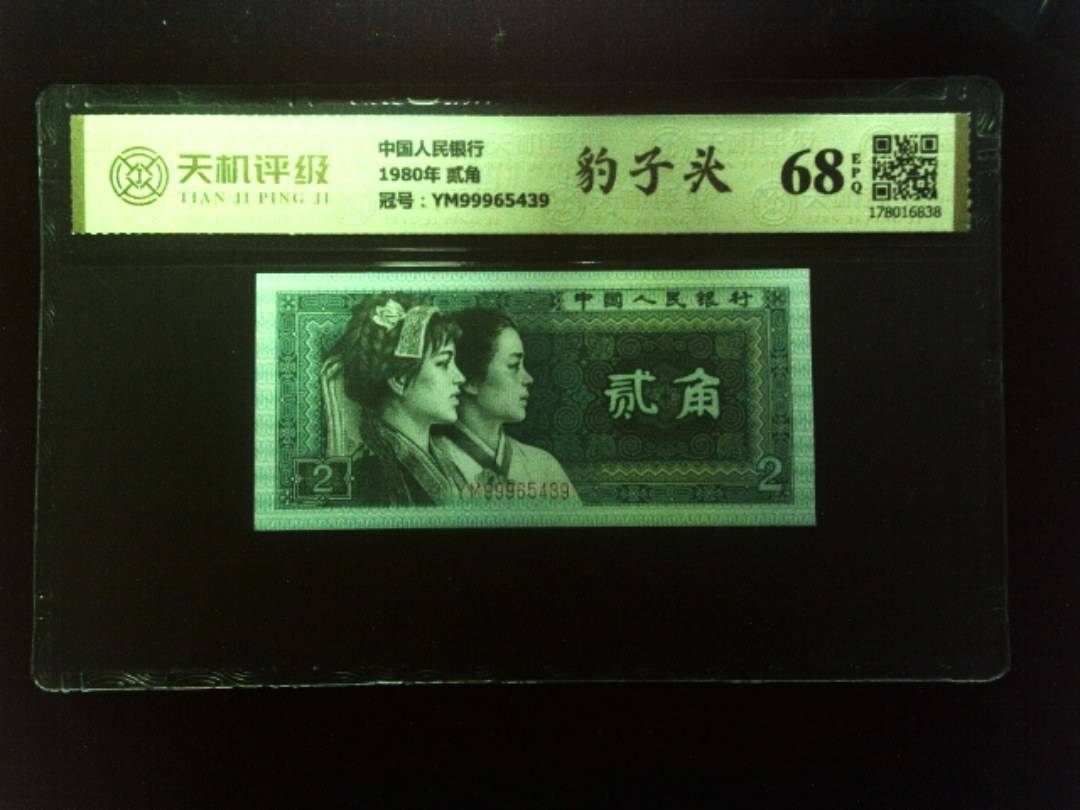 天机评级
TIAN JI PING JI
中国人民银行
1980年 贰角
冠号：YM99965439
豹子头
68
EPQ
178016838
中国人民银行
贰角
2
YM99965439
2